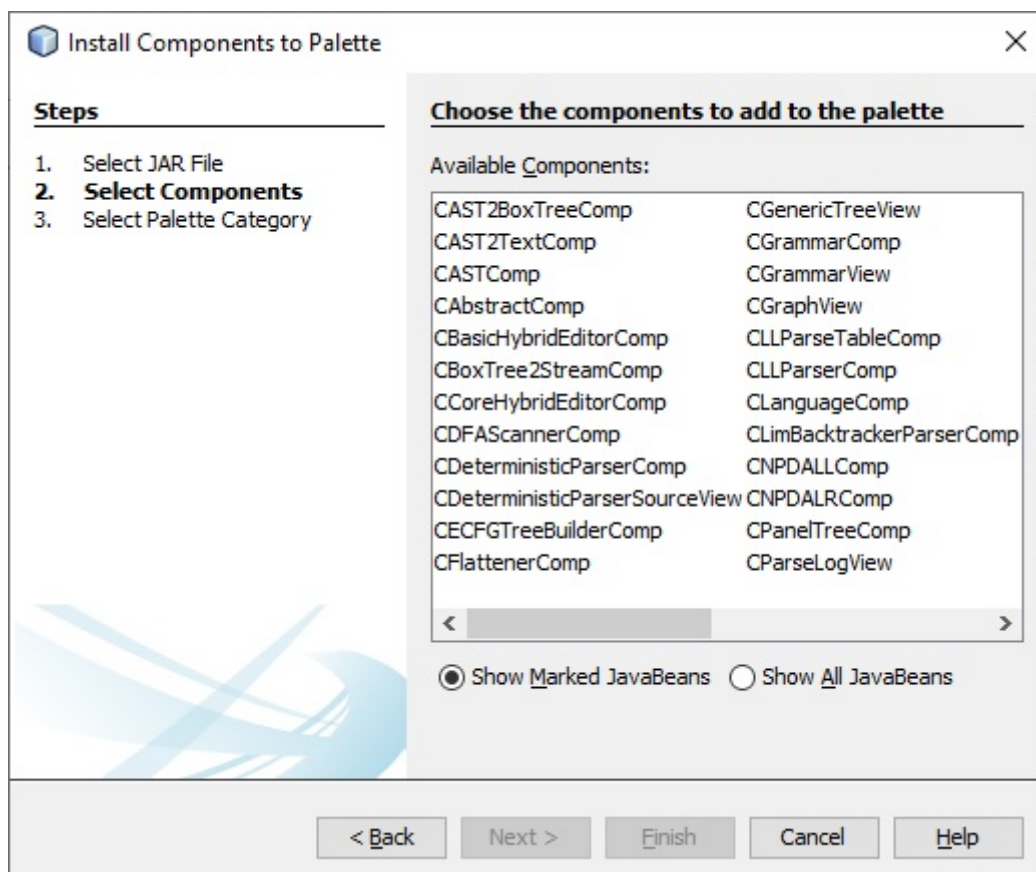 Install Components to Palette
Steps
1. Select JAR File
2. Select Components
3. Select Palette Category
Choose the components to add to the palette
Available Components:
CAST2BoxTreeComp CGenericTreeView
CAST2TextComp CGrammarComp
CASTComp CGrammarView
CAbstractComp CGraphView
CBasicHybridEditorComp CLLParseTableComp
CBoxTree2StreamComp CLLParserComp
CCoreHybridEditorComp CLanguageComp
CDFAScannerComp CLimBacktrackerParserComp
CDeterministicParserComp CNPDALLComp
CDeterministicParserSourceView CNPDALRComp
CECFGTreeBuilderComp CPanelTreeComp
CFlattenerComp CParseLogView
Show Marked JavaBeans Show All JavaBeans
< Back Next > Finish Cancel Help